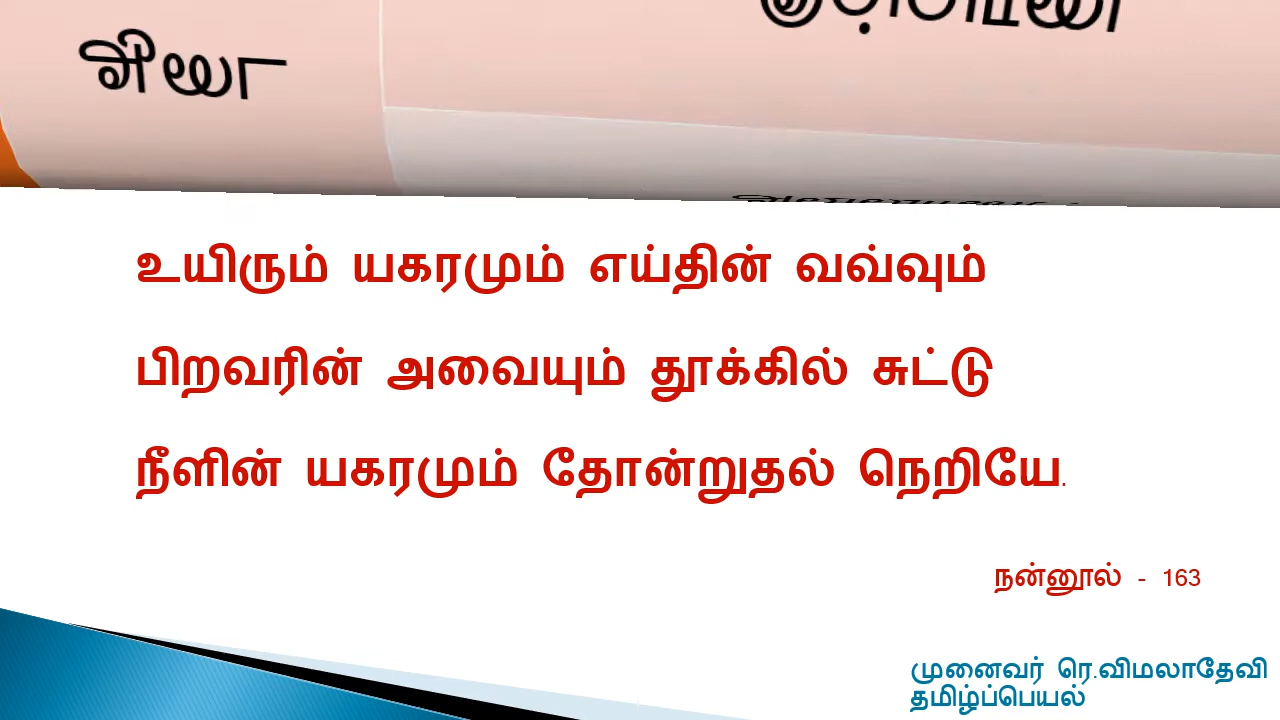 உயிரும் யகரமும் எய்தின் வவ்வும்
பிறவரின் அவையும் தூக்கில் சுட்டு
நீளின் யகரமும் தோன்றுதல் நெறியே.
நன்னூல் - 163
முனைவர் ரெ.விமலாதேவி
தமிழ்ப்பெயல்